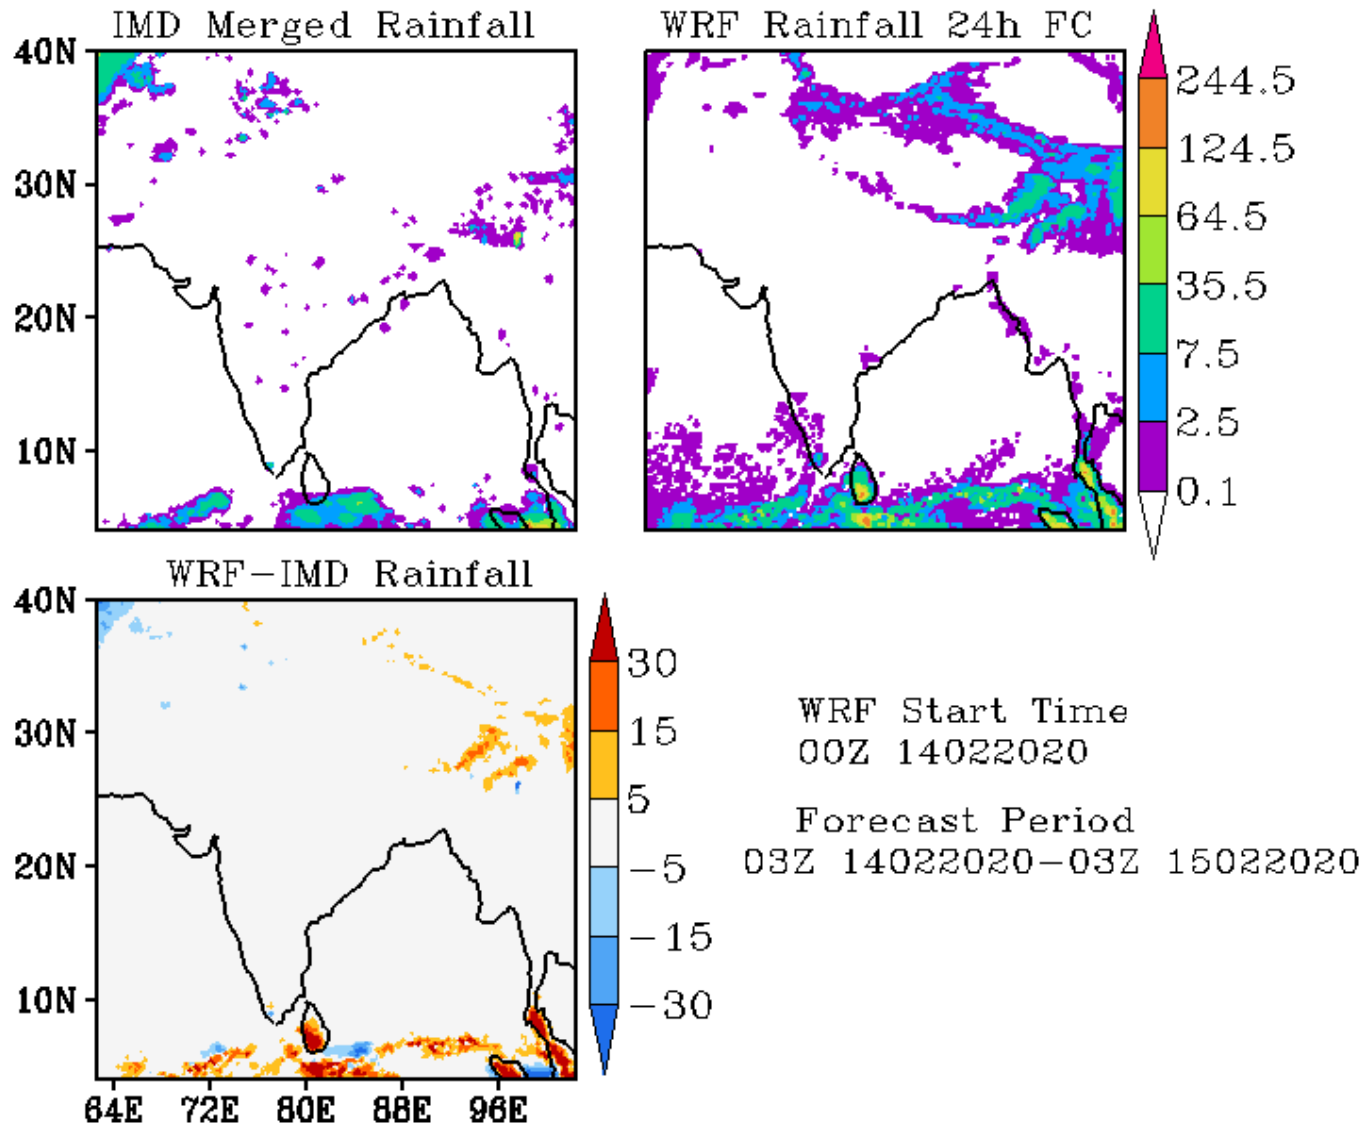 IMD Merged Rainfall
WRF Rainfall 24h FC
40N
30N
20N
10N
244.5
124.5
64.5
35.5
7.5
2.5
0.1
WRF-IMD Rainfall
40N
30N
20N
10N
64E 72E 80E 88E 96E
30
15
5
-5
-15
-30
WRF Start Time
00Z 14022020
Forecast Period
03Z 14022020-03Z 15022020